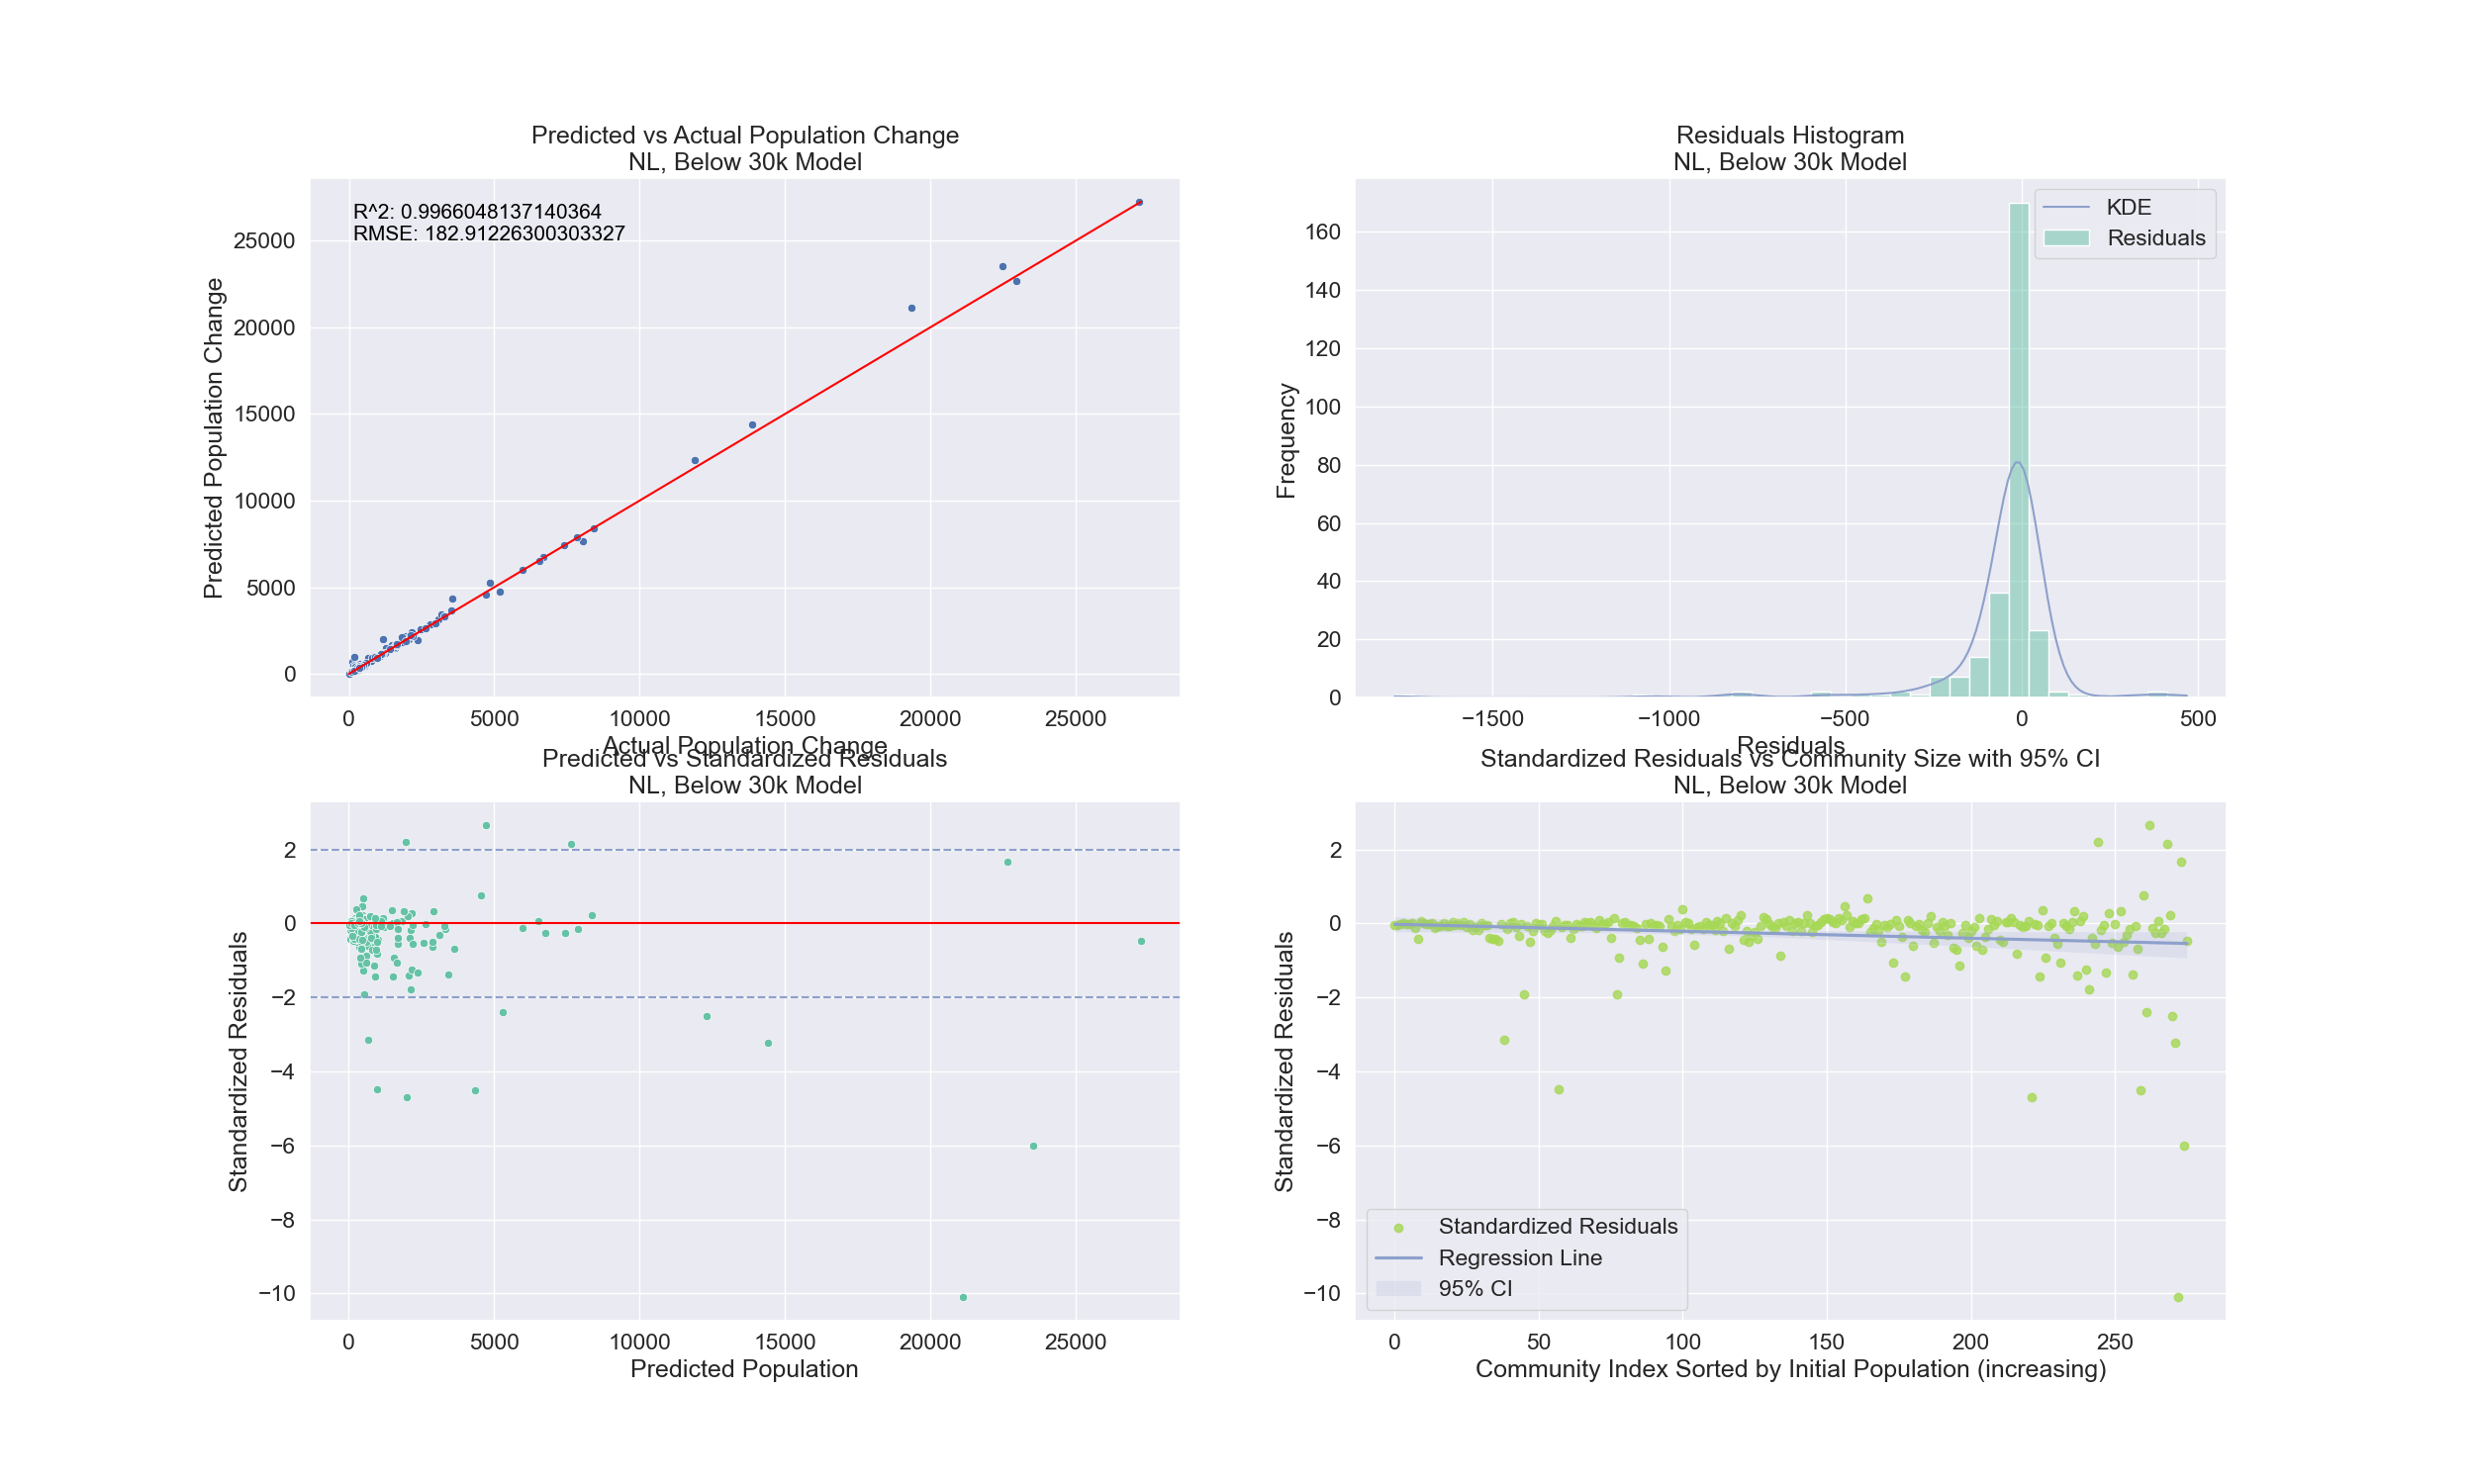 Predicted vs Actual Population Change
NL, Below 30k Model
R^2: 0.9966048137140364
RMSE: 182.91226300303327
Predicted Population Change
25000
20000
15000
10000
5000
0
0 5000 10000 15000 20000 25000
Actual Population Change
Residuals Histogram
NL, Below 30k Model
KDE
Residuals
Frequency
160
140
120
100
80
60
40
20
0
−1500 −1000 −500 0 500
Residuals
Predicted vs Standardized Residuals
NL, Below 30k Model
Standardized Residuals
2
0
−2
−4
−6
−8
−10
0 5000 10000 15000 20000 25000
Predicted Population
Standardized Residuals vs Community Size with 95% CI
NL, Below 30k Model
Standardized Residuals
2
0
−2
−4
−6
−8
−10
Standardized Residuals
Regression Line
95% CI
0 50 100 150 200 250
Community Index Sorted by Initial Population (increasing)